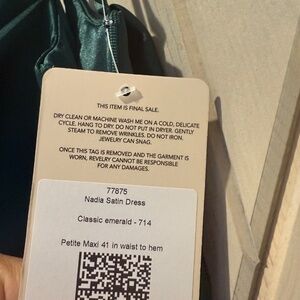 THIS ITEM IS FINAL SALE.
DRY CLEAN OR MACHINE WASH ME ON A COLD, DELICATE
CYCLE. HANG TO DRY. DO NOT PUT IN DRYER. GENTLY
STEAM TO REMOVE WRINKLES. DO NOT IRON.
JEWELRY CAN SNAG.
ONCE THIS TAG IS REMOVED AND THE GARMENT IS
WORN, REVELRY CANNOT BE RESPONSIBLE
FOR ANY DAMAGES.
77875
Nadia Satin Dress
Classic emerald - 714
Petite Maxi 41 in waist to hem